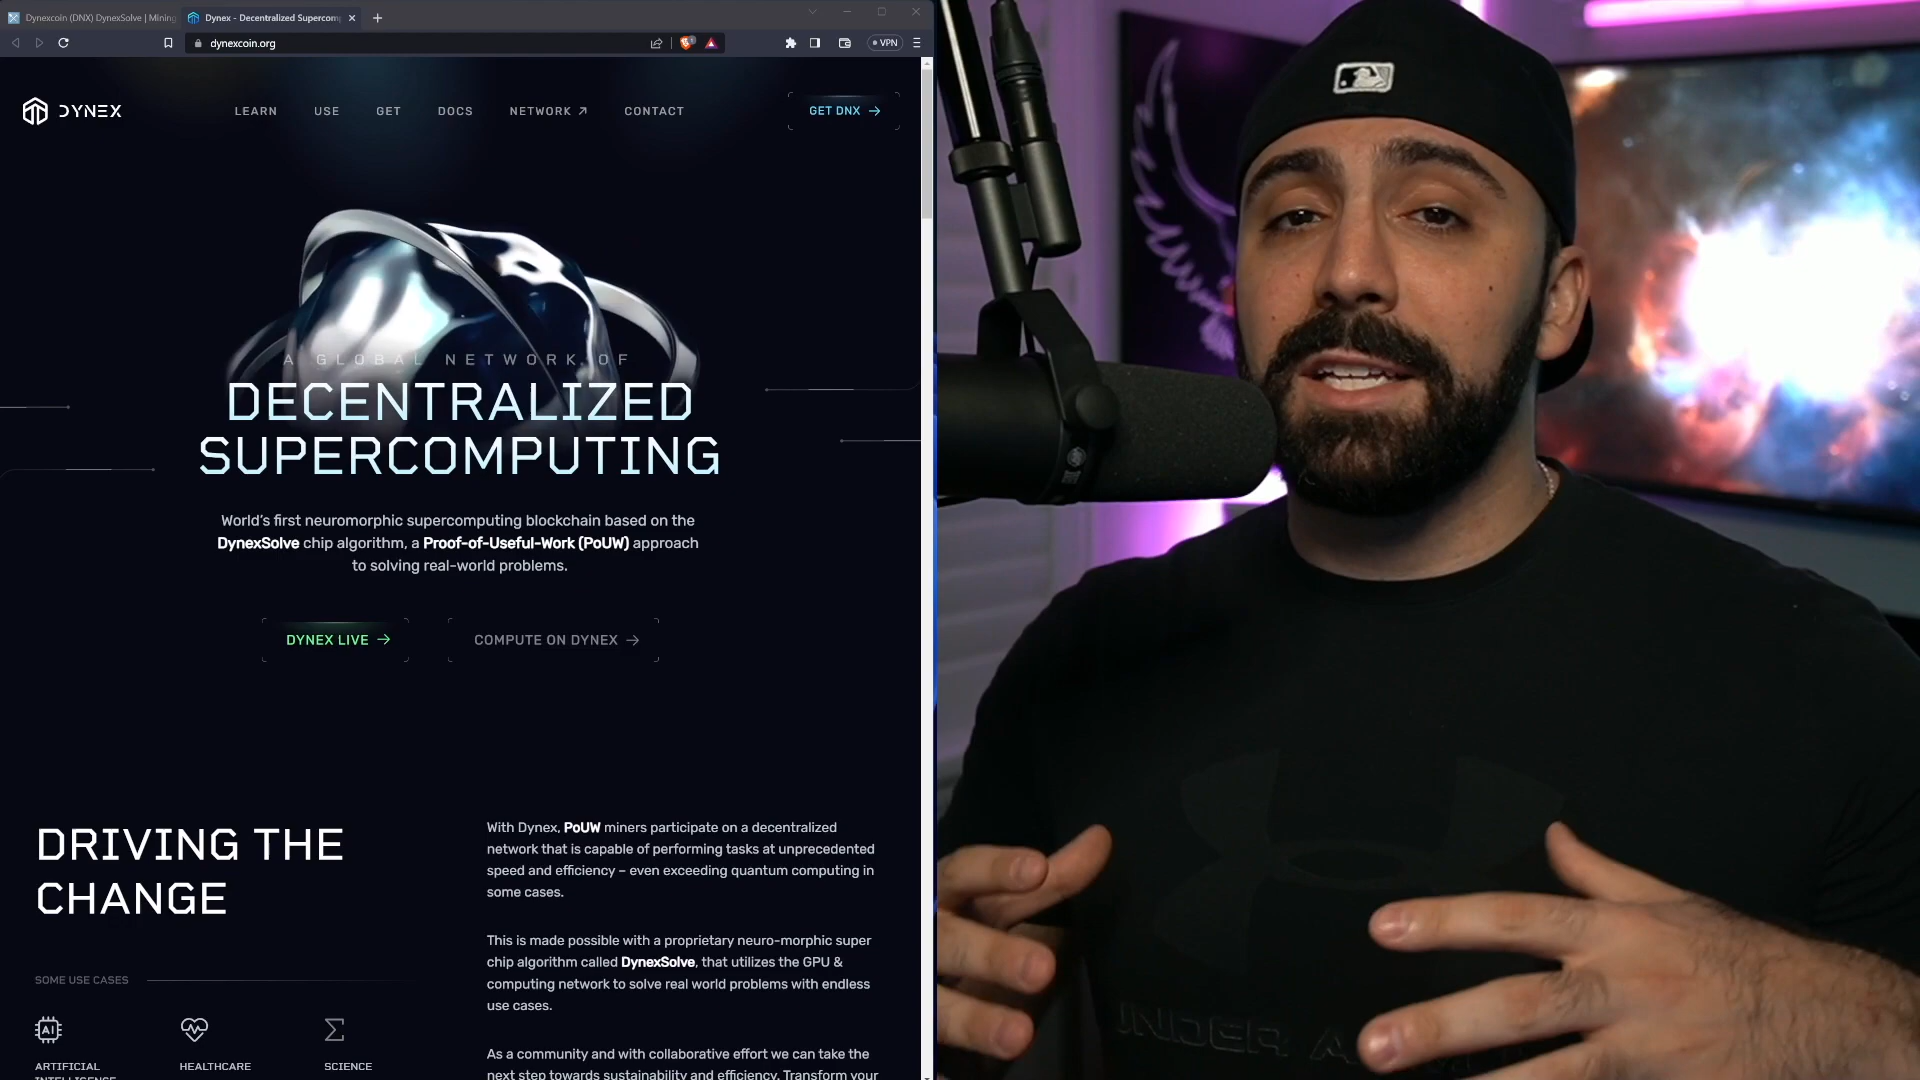 Dynexcoin (DNX) DynexSolve | Mining
Dynex - Decentralized Supercomp
dynexcoin.org
VPN
DYNEX
LEARN
USE
GET
DOCS
NETWORK
CONTACT
GET DNX
A GLOBAL NETWORK OF
DECENTRALIZED
SUPERCOMPUTING
World's first neuromorphic supercomputing blockchain based on the
DynexSolve chip algorithm, a Proof-of-Useful-Work (PoUW) approach
to solving real-world problems.
DYNEX LIVE
COMPUTE ON DYNEX
DRIVING THE
CHANGE
SOME USE CASES
AI
ARTIFICIAL
INTELLIGENCE
HEALTHCARE
SCIENCE
With Dynex, PoUW miners participate on a decentralized
network that is capable of performing tasks at unprecedented
speed and efficiency – even exceeding quantum computing in
some cases.
This is made possible with a proprietary neuro-morphic super
chip algorithm called DynexSolve, that utilizes the GPU &
computing network to solve real world problems with endless
use cases.
As a community and with collaborative effort we can take the
next step towards sustainability and efficiency. Transform your
UNDER A